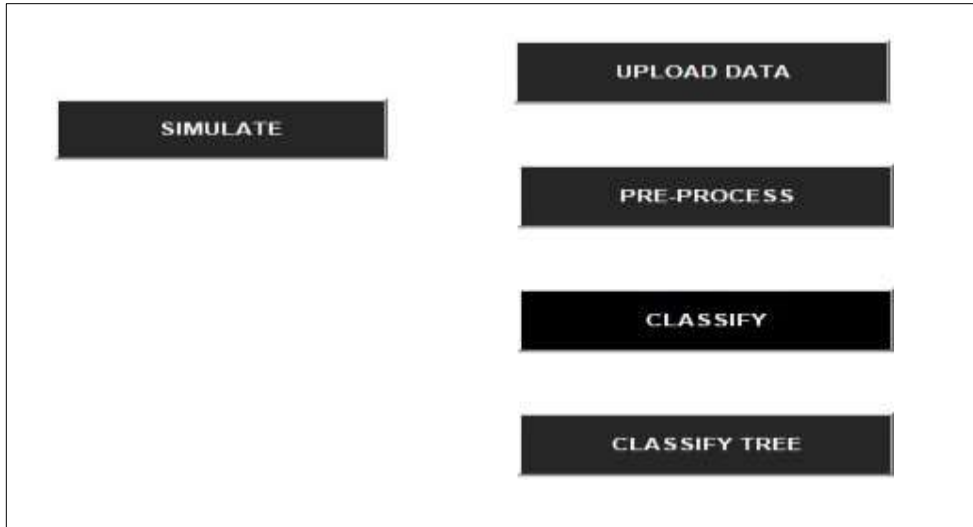 UPLOAD DATA
SIMULATE
PRE-PROCESS
CLASSIFY
CLASSIFY TREE